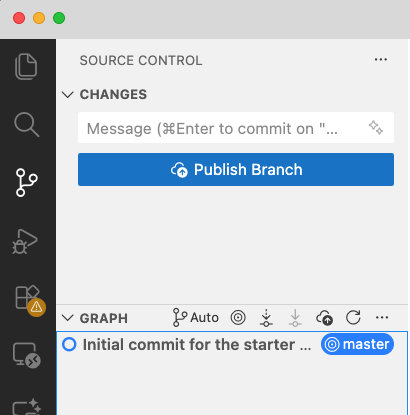 SOURCE CONTROL
CHANGES
Message (⌘Enter to commit on "...
Publish Branch
GRAPH Auto
Initial commit for the starter ... master